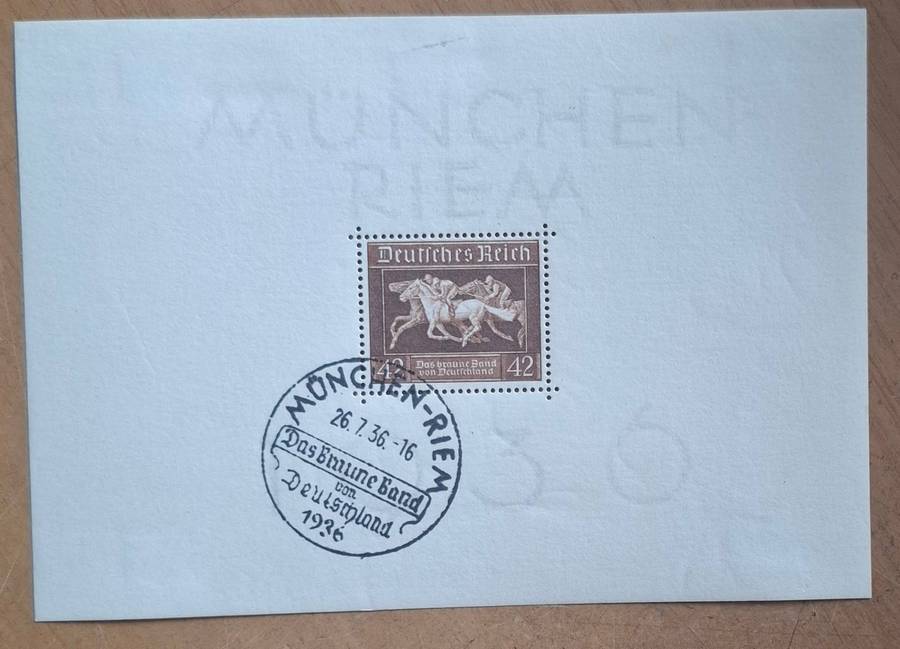 MÜNCHEN
RIEM
Deutsches Reich
42 Das braune Band
von Deutschland 42
MÜNCHEN-RIEM
26.7.36.-16
Das Braune Band
von
Deutschland
1936
36